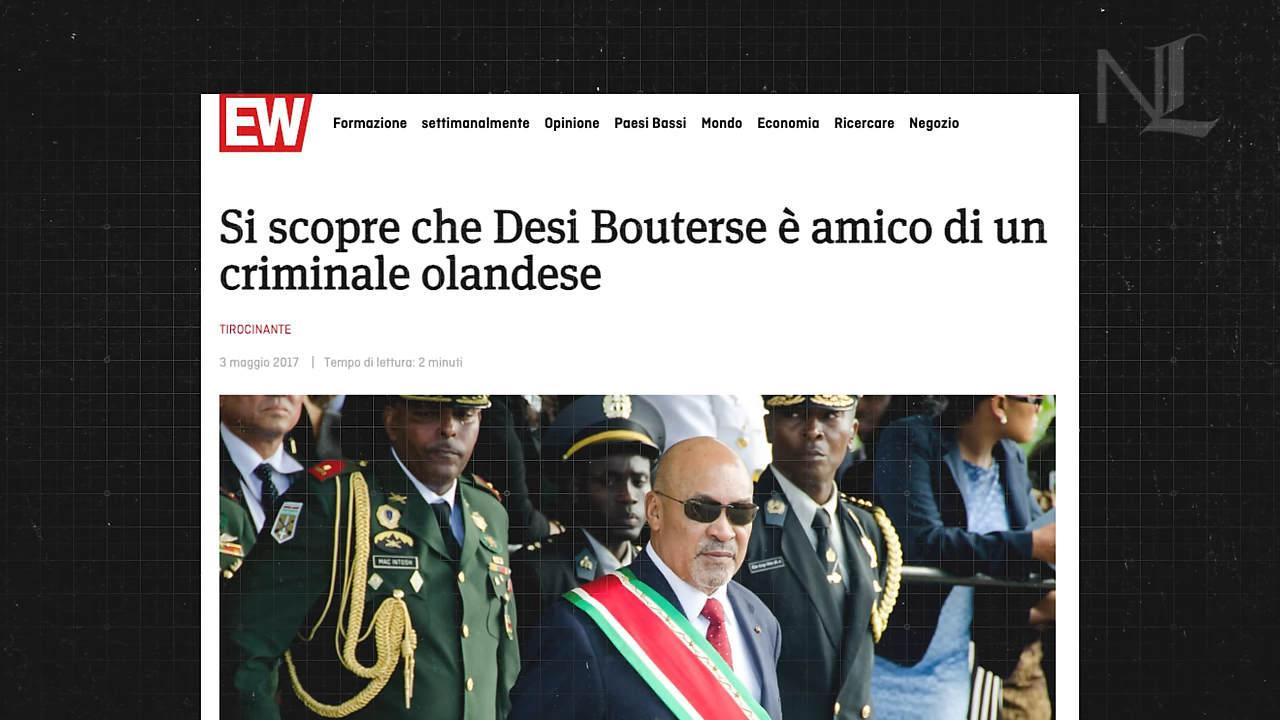 NL
EW
Formazione settimanalmente Opinione Paesi Bassi Mondo Economia Ricercare Negozio
Si scopre che Desi Bouterse è amico di un
criminale olandese
TIROCINANTE
3 maggio 2017 | Tempo di lettura: 2 minuti
MAC INTOSH